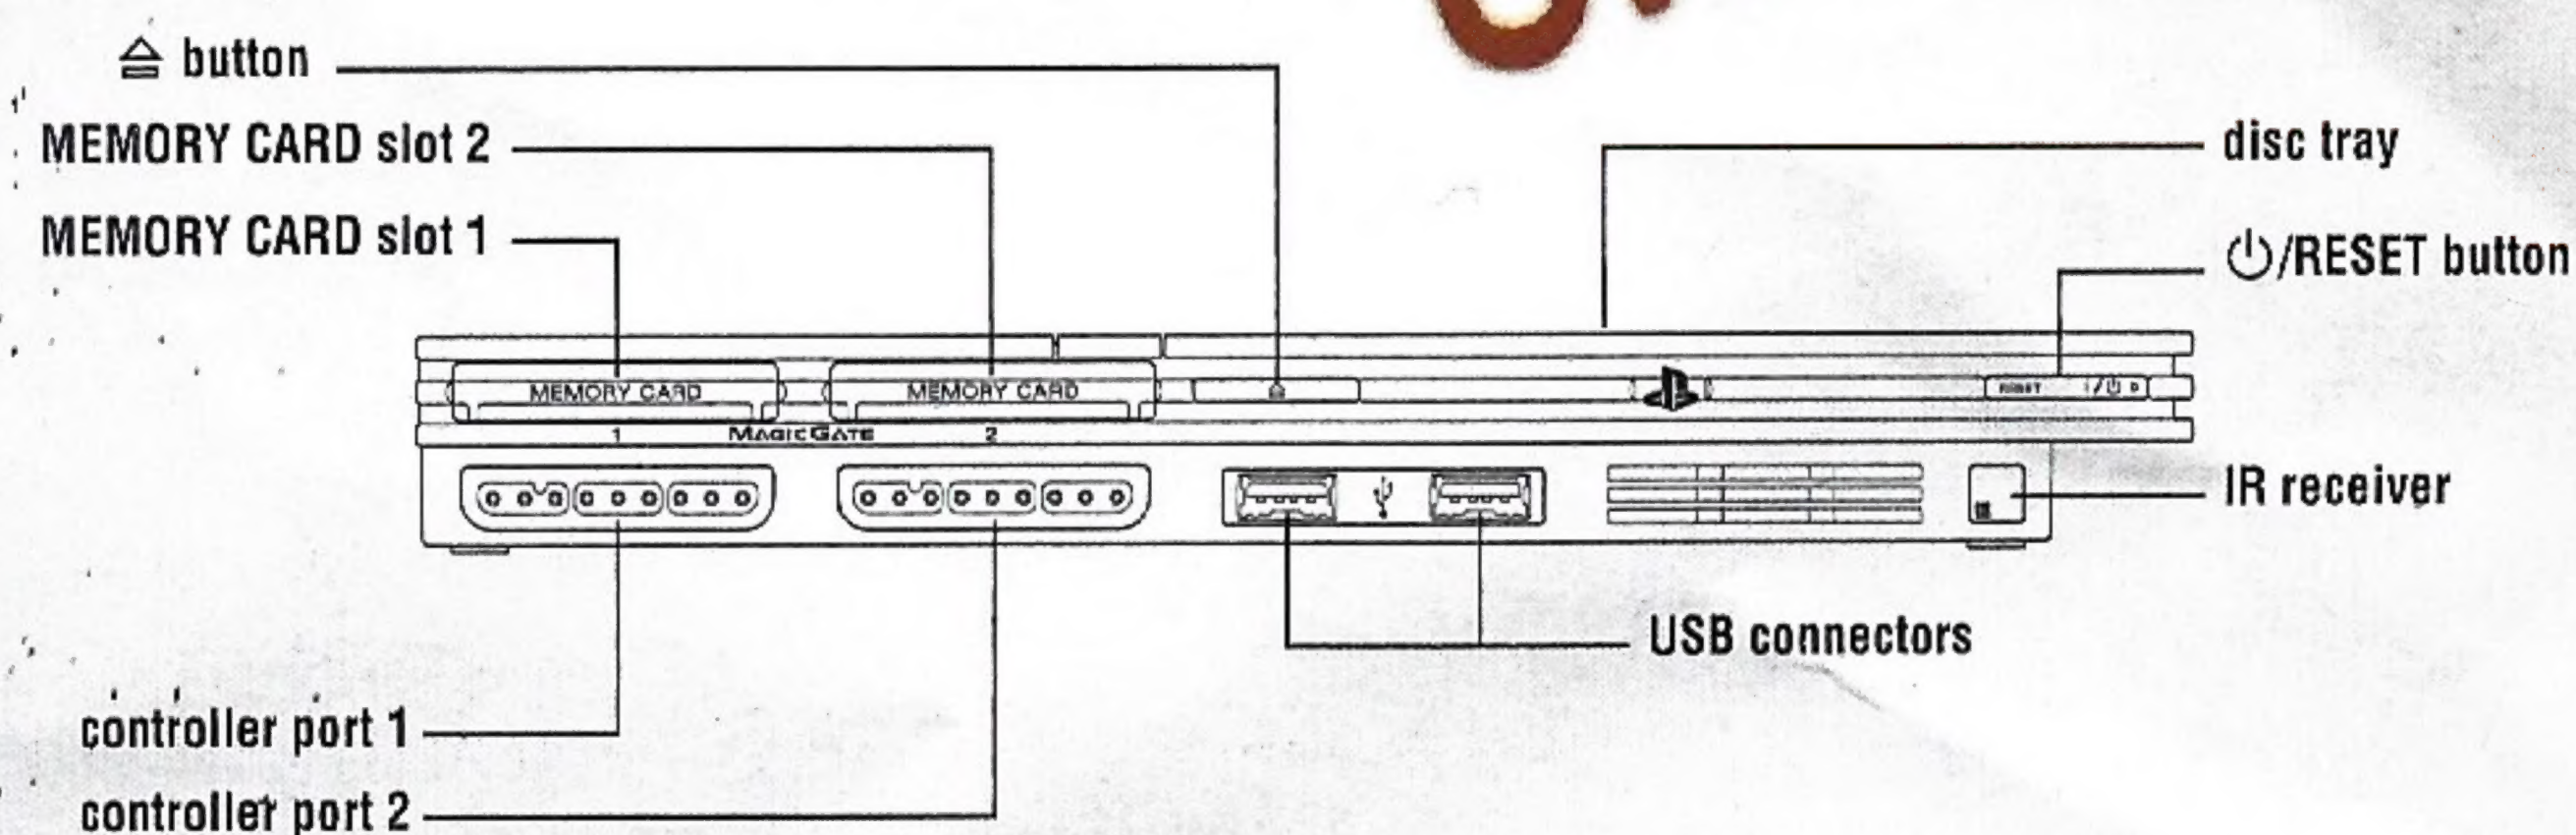 ⏏ button
MEMORY CARD slot 2
MEMORY CARD slot 1
disc tray
⏻/RESET button
MEMORY CARD
MEMORY CARD
⏏
RESET
I/⏻
1
MAGICGATE
2
IR receiver
USB connectors
controller port 1
controller port 2